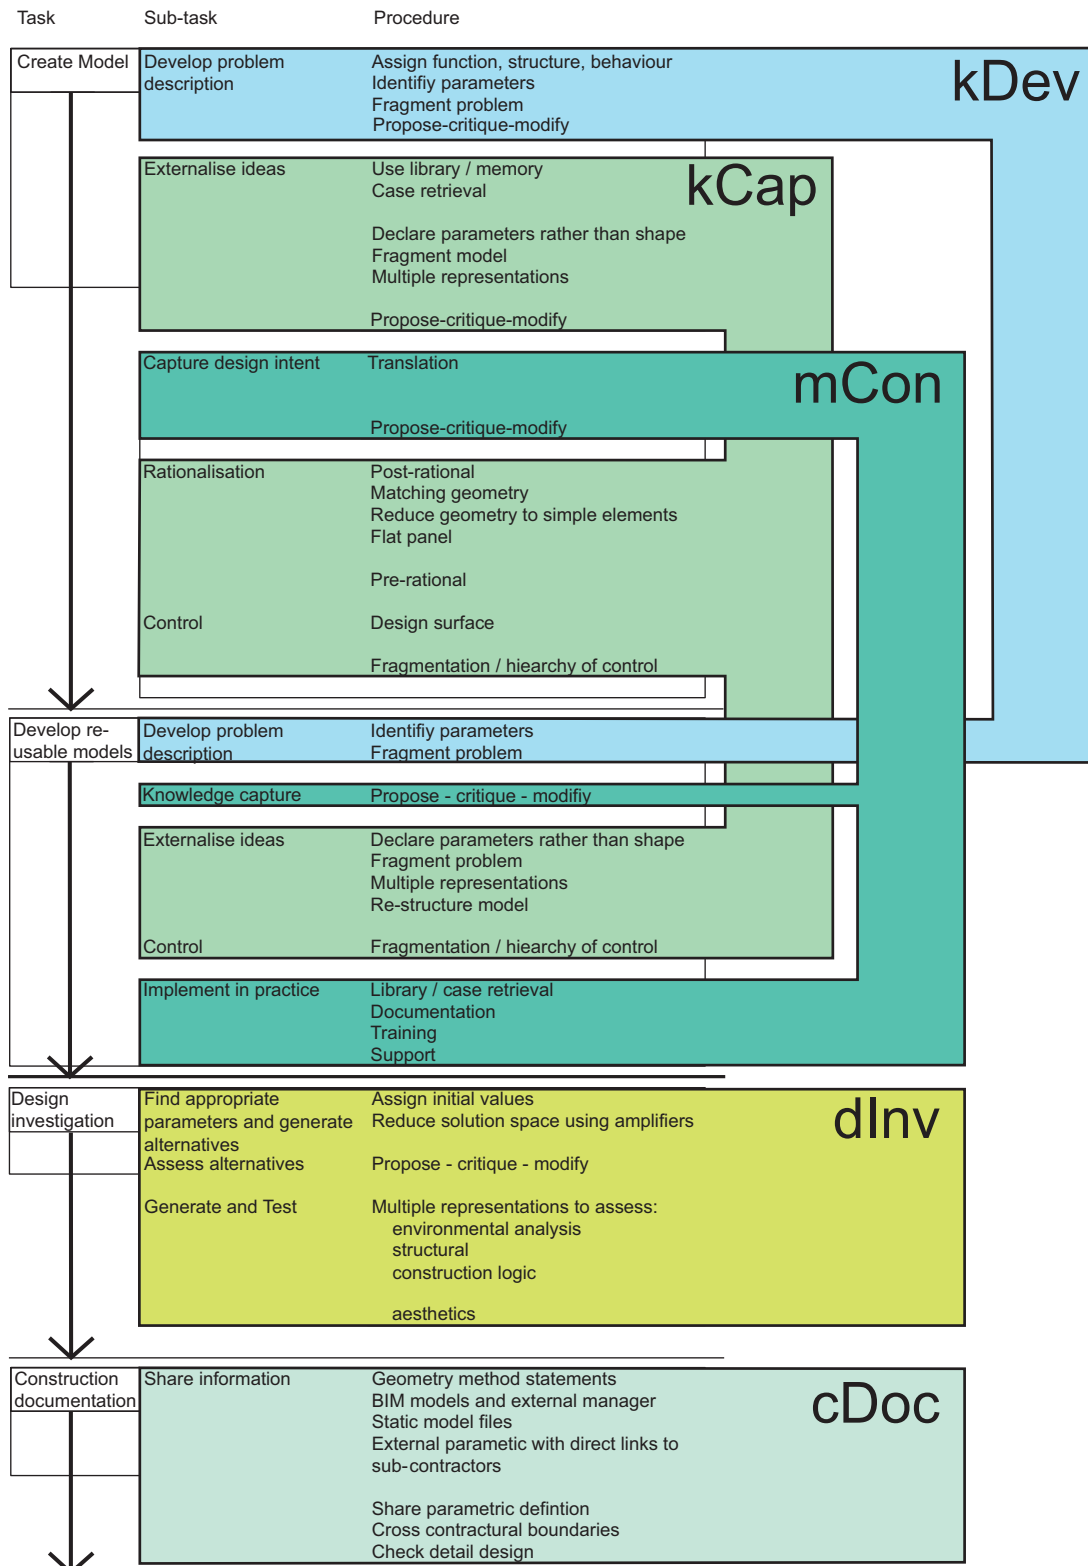 Task Sub-task Procedure
Create Model Develop problem Assign function, structure, behaviour
description Identifiy parameters
kDev
Fragment problem
Propose-critique-modify
Externalise ideas Use library / memory
kCap
Case retrieval
Declare parameters rather than shape
Fragment model
Multiple representations
Propose-critique-modify
Capture design intent Translation
mCon
Propose-critique-modify
Rationalisation Post-rational
Matching geometry
Reduce geometry to simple elements
Flat panel
Pre-rational
Control Design surface
Fragmentation / hiearchy of control
Develop re- Develop problem Identifiy parameters
usable models description Fragment problem
Knowledge capture Propose - critique - modifiy
Externalise ideas Declare parameters rather than shape
Fragment problem
Multiple representations
Re-structure model
Control Fragmentation / hiearchy of control
Implement in practice Library / case retrieval
Documentation
Training
Support
Design Find appropriate Assign initial values
investigation parameters and generate Reduce solution space using amplifiers
dInv
alternatives
Assess alternatives Propose - critique - modify
Generate and Test Multiple representations to assess:
environmental analysis
structural
construction logic
aesthetics
Construction Share information Geometry method statements
documentation BIM models and external manager
cDoc
Static model files
External parametic with direct links to
sub-contractors
Share parametric defintion
Cross contractural boundaries
Check detail design